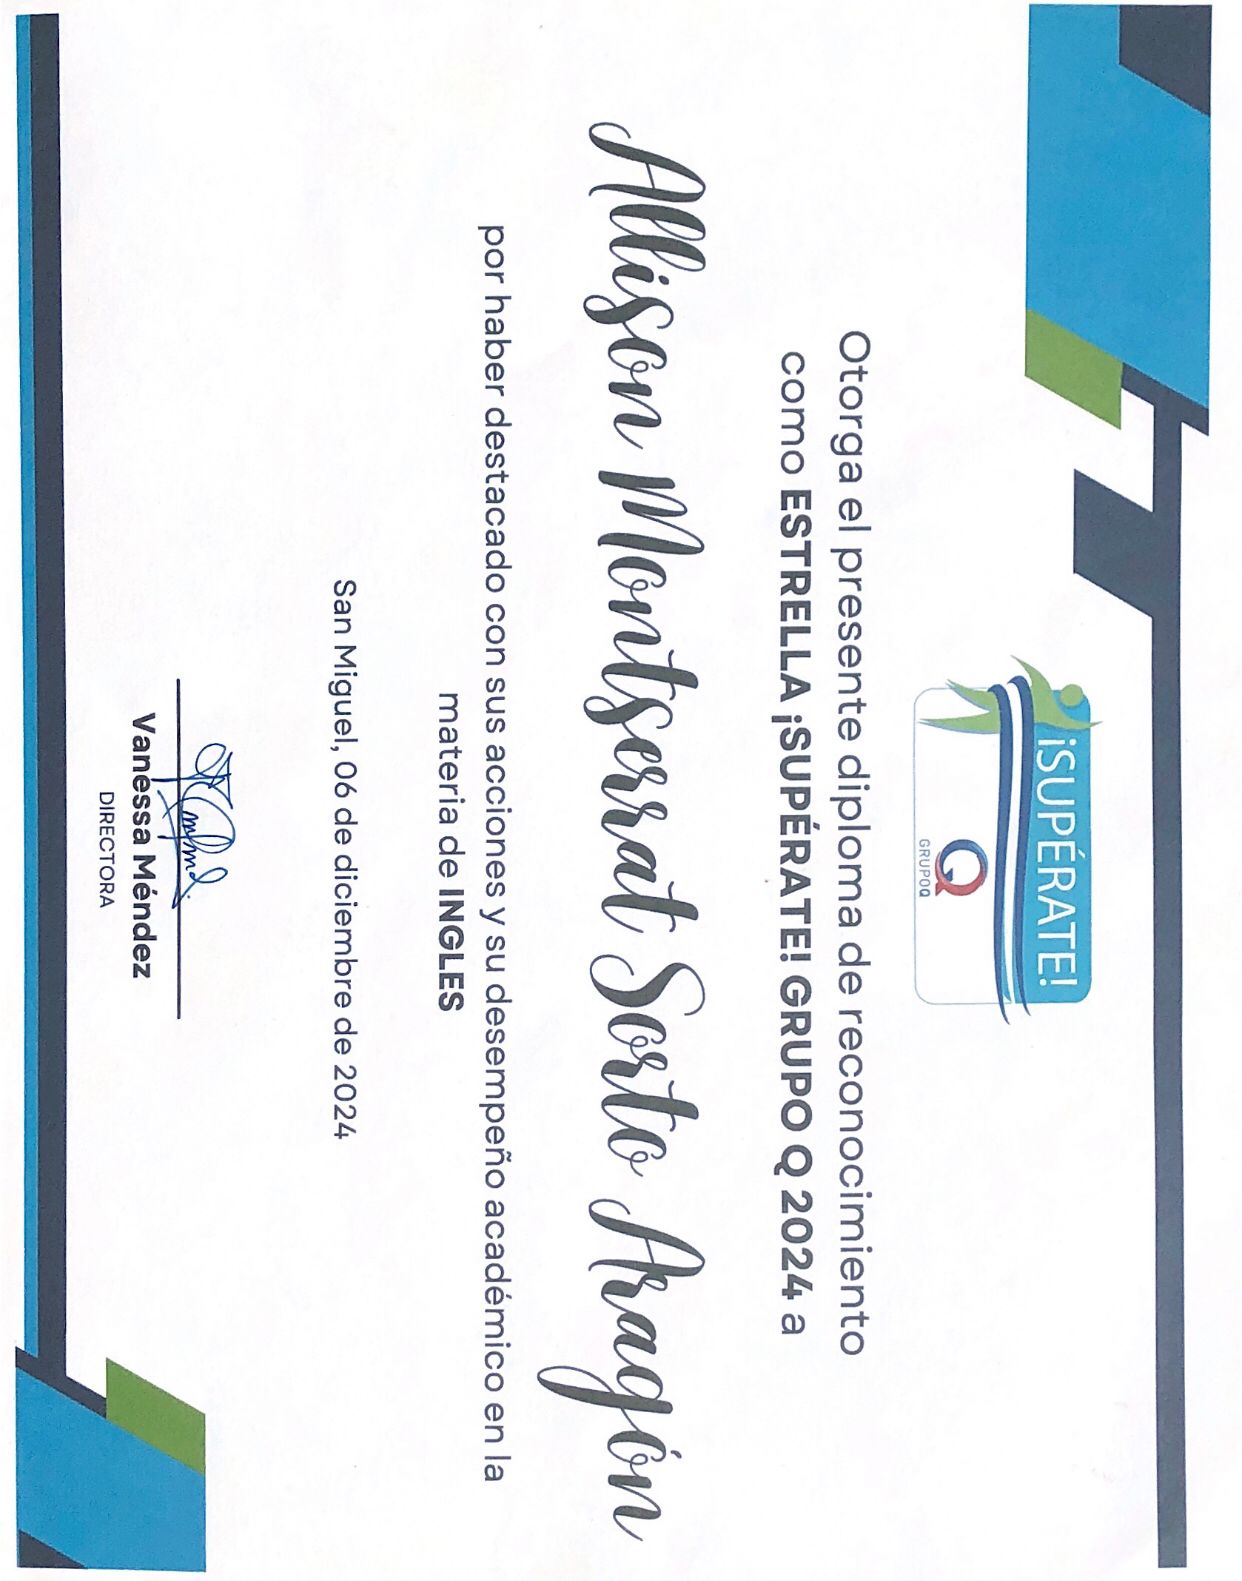 ¡SUPÉRATE!
GRUPOQ
Otorga el presente diploma de reconocimiento
como ESTRELLA ¡SUPÉRATE! GRUPO Q 2024 a
Allison Montserrat Sorto Aragón
por haber destacado con sus acciones y su desempeño académico en la
materia de INGLES
San Miguel, 06 de diciembre de 2024
Vanessa Méndez
DIRECTORA